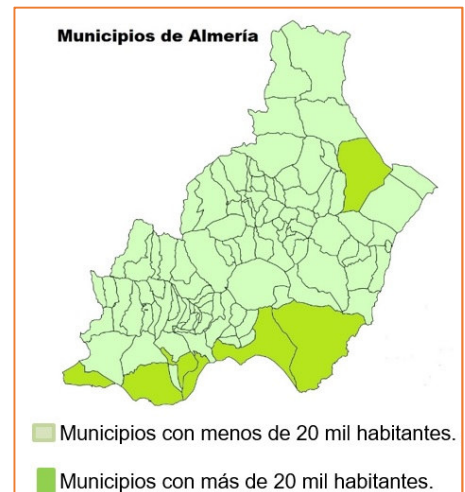 Municipios de Almería
Municipios con menos de 20 mil habitantes.
Municipios con más de 20 mil habitantes.